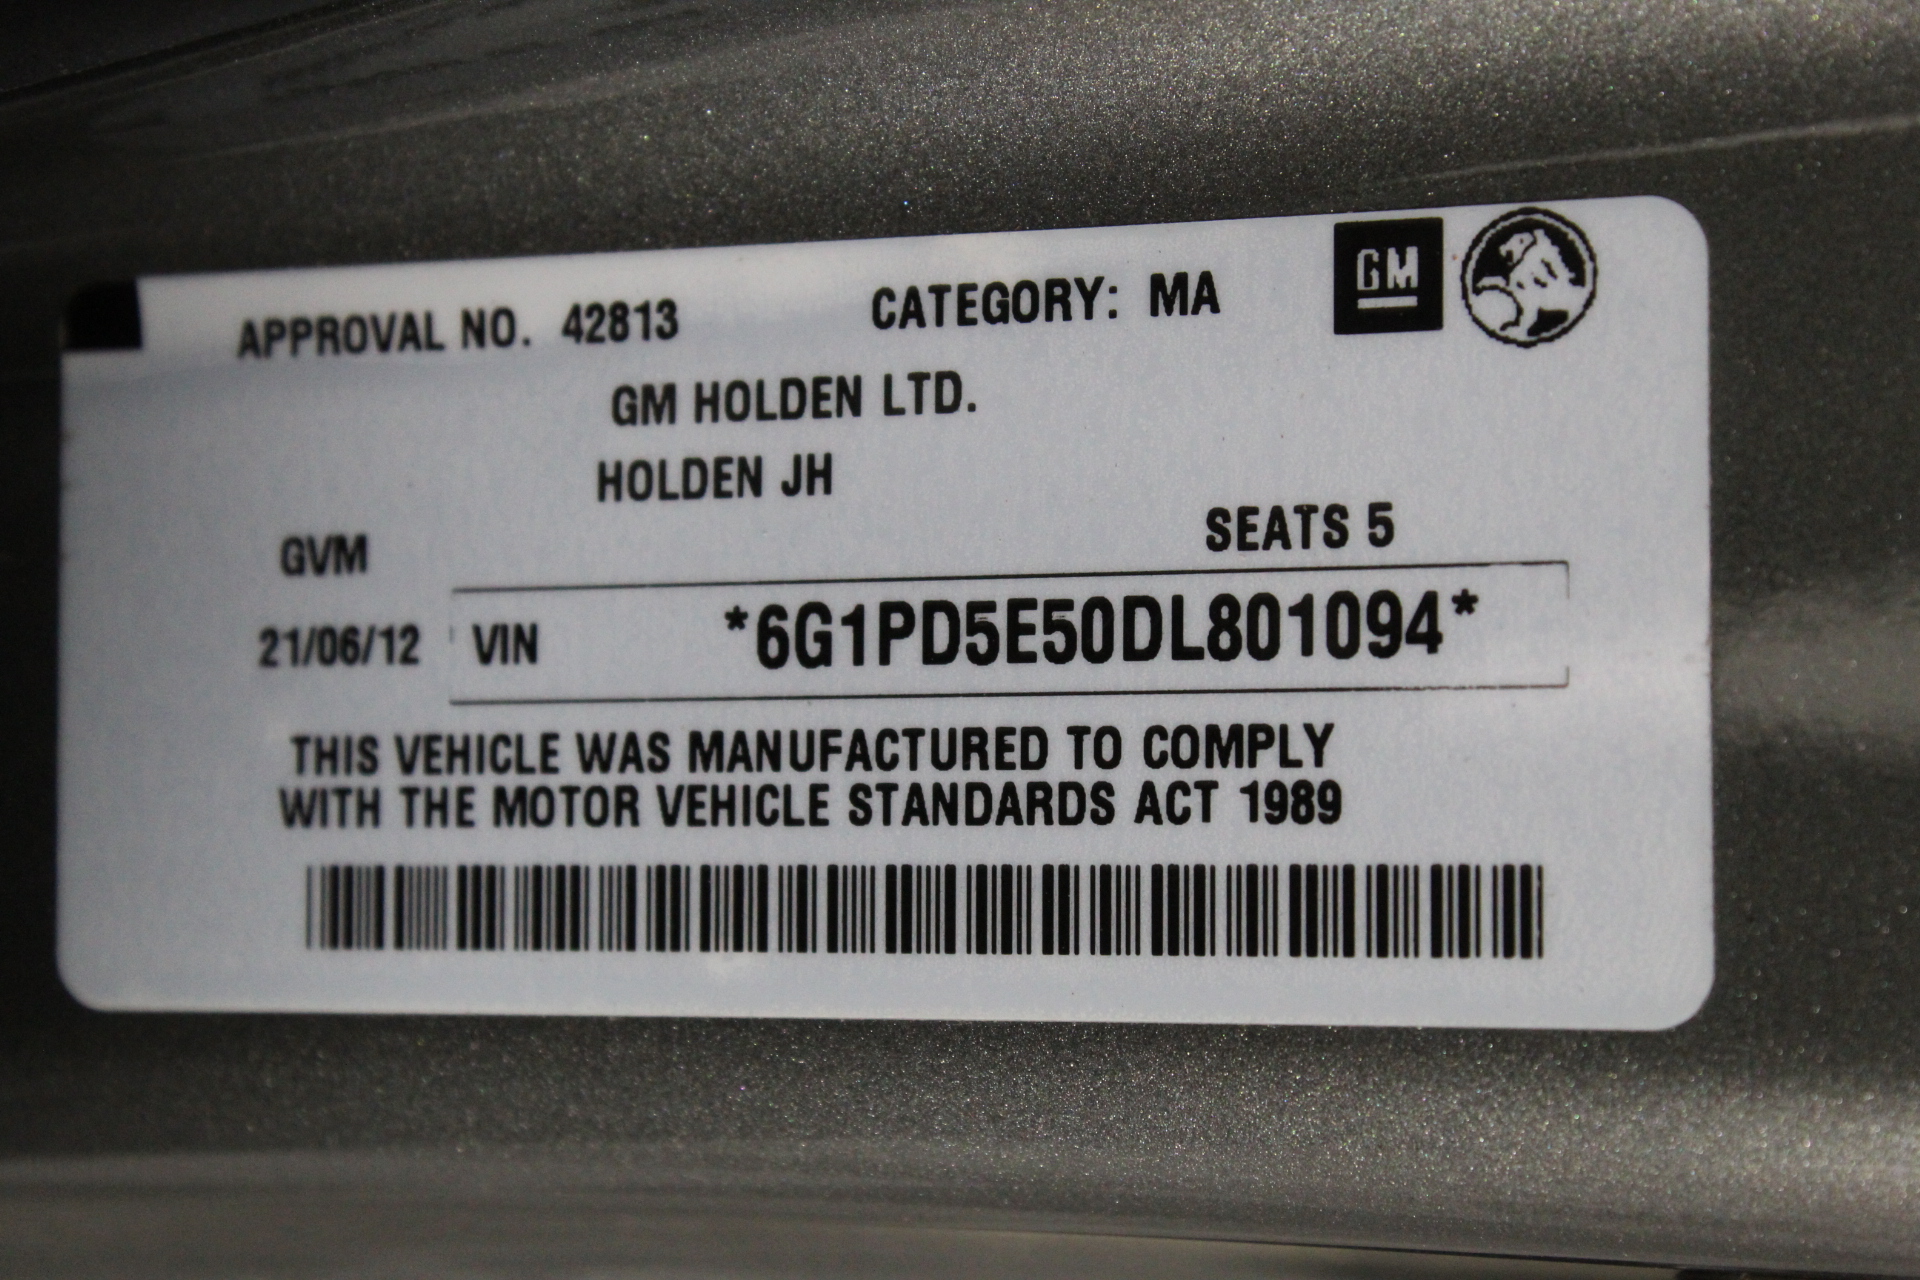 APPROVAL NO. 42813 CATEGORY: MA GM
GM HOLDEN LTD.
HOLDEN JH
GVM SEATS 5
21/06/12 VIN *6G1PD5E50DL801094*
THIS VEHICLE WAS MANUFACTURED TO COMPLY
WITH THE MOTOR VEHICLE STANDARDS ACT 1989